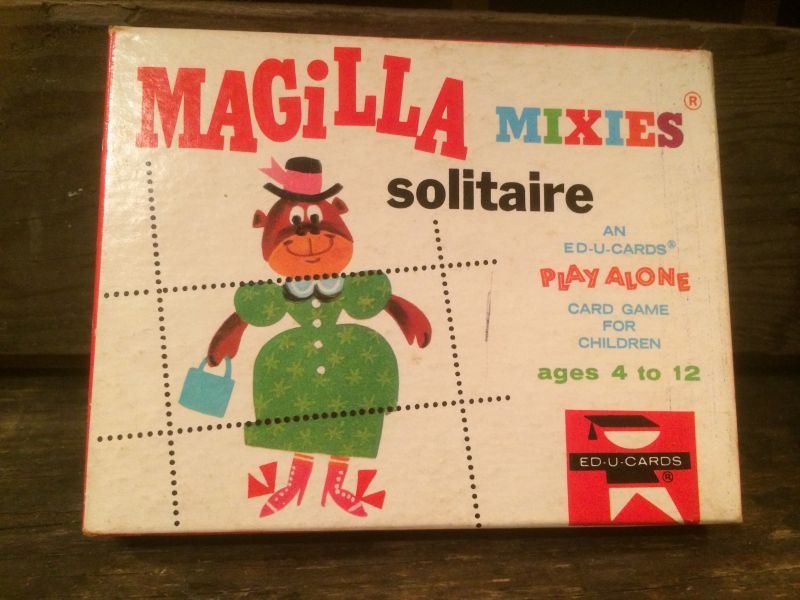 MAGiLLA MIXIES®
solitaire
AN
ED-U-CARDS®
PLAY ALONE
CARD GAME
FOR
CHILDREN
ages 4 to 12
ED-U-CARDS
®